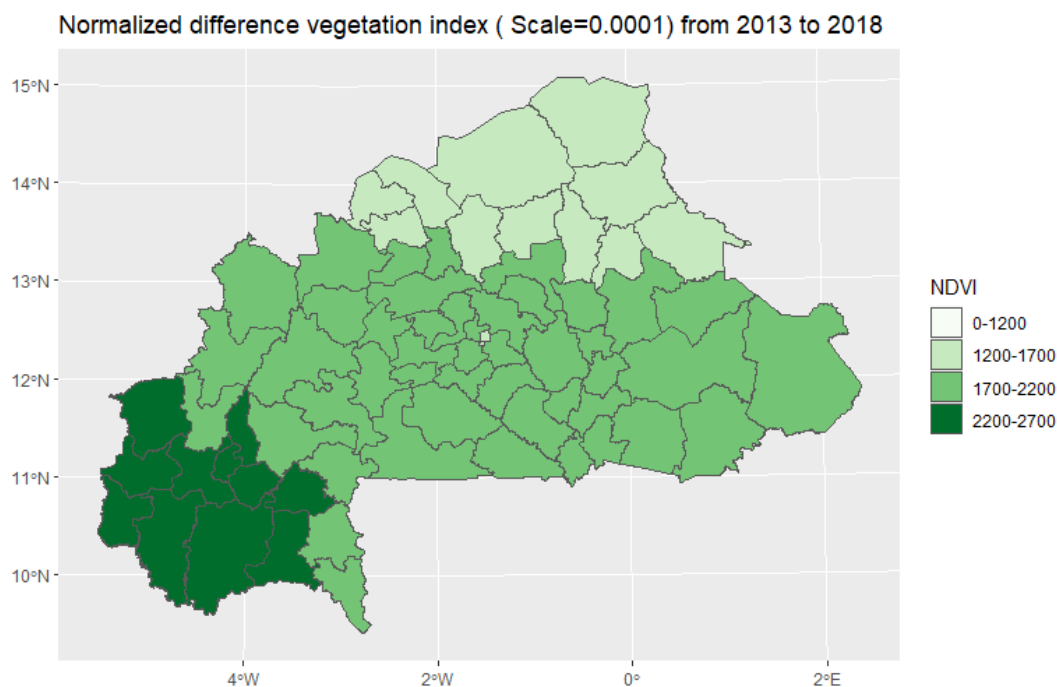 Normalized difference vegetation index ( Scale=0.0001) from 2013 to 2018
15°N
14°N
13°N
12°N
11°N
10°N
4°W
2°W
0°
2°E
NDVI
0-1200
1200-1700
1700-2200
2200-2700